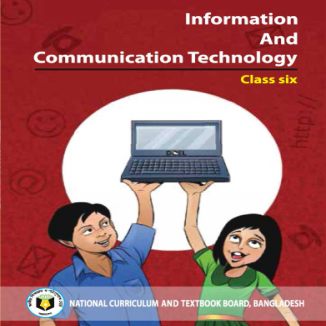 Information
And
Communication Technology
Class six
http://
NATIONAL CURRICULUM AND TEXTBOOK BOARD, BANGLADESH